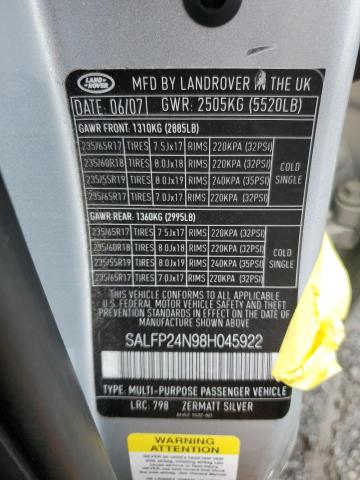 LAND ROVER
MFD BY LANDROVER IN THE UK
DATE: 06/07 GWR: 2505KG (5520LB)
GAWR FRONT: 1310KG (2885LB)
235/65R17 TIRES 7.5Jx17 RIMS 220KPA (32PSI)
235/60R18 TIRES 8.0Jx18 RIMS 220KPA (32PSI)
235/55R19 TIRES 8.0Jx19 RIMS 240KPA (35PSI)
235/65R17 TIRES 7.0Jx17 RIMS 220KPA (32PSI)
COLD
SINGLE
GAWR REAR: 1360KG (2995LB)
235/65R17 TIRES 7.5Jx17 RIMS 220KPA (32PSI)
235/60R18 TIRES 8.0Jx18 RIMS 220KPA (32PSI)
235/55R19 TIRES 8.0Jx19 RIMS 240KPA (35PSI)
235/65R17 TIRES 7.0Jx17 RIMS 220KPA (32PSI)
COLD
SINGLE
THIS VEHICLE CONFORMS TO ALL APPLICABLE
U.S. FEDERAL MOTOR VEHICLE SAFETY AND
THEFT PREVENTION STANDARDS IN EFFECT ON
THE DATE OF MANUFACTURE SHOWN ABOVE
SALFP24N98H045922
TYPE: MULTI-PURPOSE PASSENGER VEHICLE
LRC: 798 ZERMATT SILVER
WARNING
ATTENTION